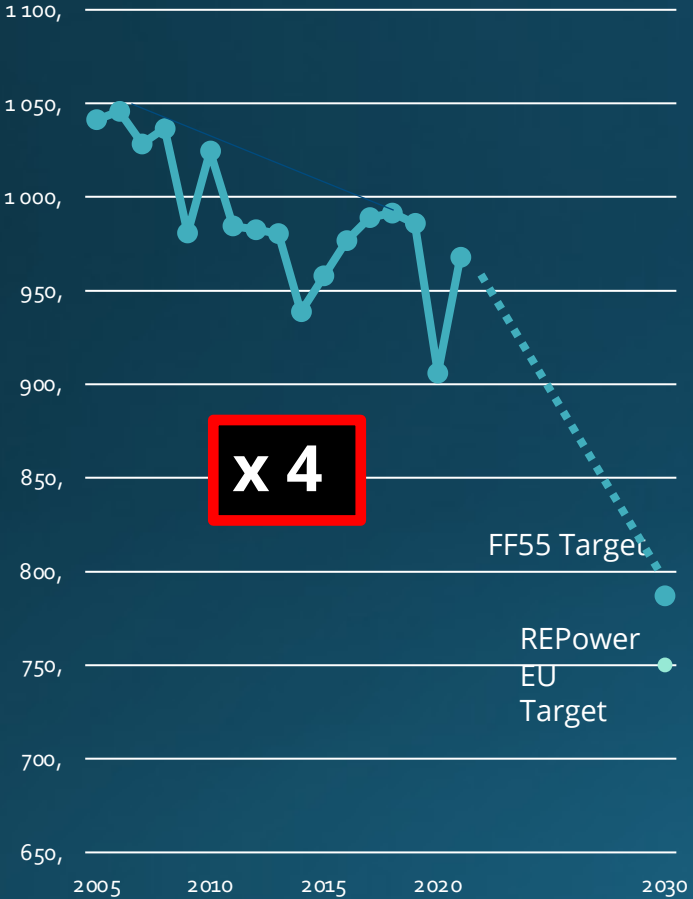 1 100,
1 050,
1 000,
950,
900,
850,
800,
750,
700,
650,
x 4
FF55 Target
REPower
EU
Target
2005 2010 2015 2020 2030